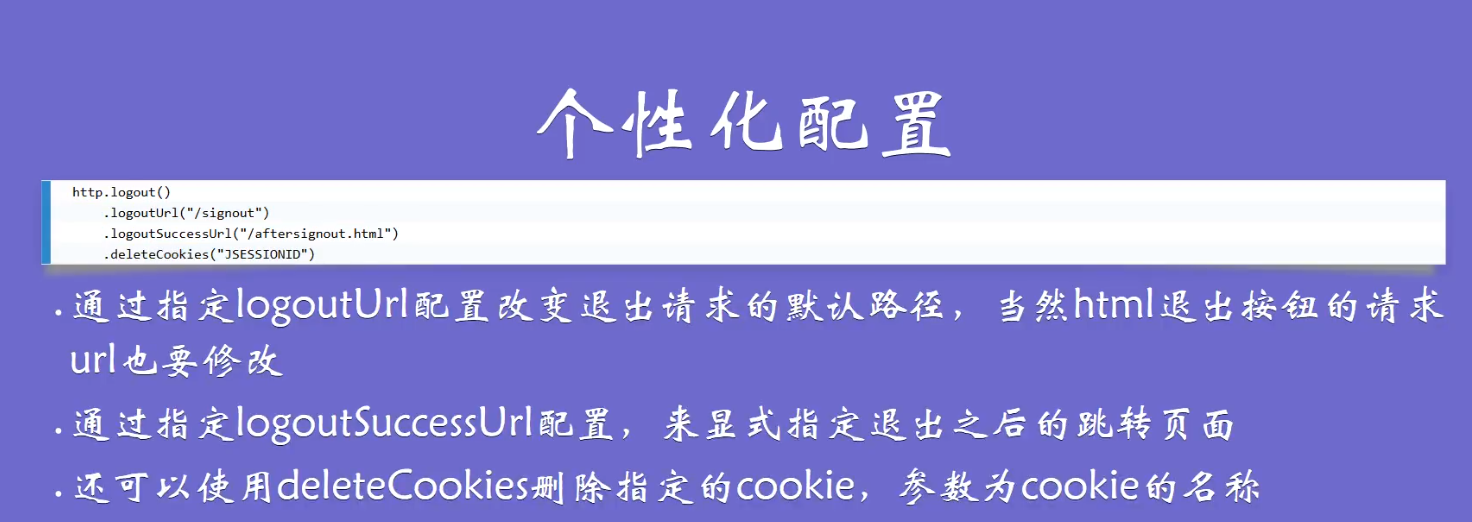 个性化配置
http.logout()
.logoutUrl("/signout")
.logoutSuccessUrl("/aftersignout.html")
.deleteCookies("JSESSIONID")
. 通过指定logoutUrl配置改变退出请求的默认路径，当然html退出按钮的请求
url也要修改
. 通过指定logoutSuccessUrl配置，来显式指定退出之后的跳转页面
. 还可以使用deleteCookies删除指定的cookie，参数为cookie的名称